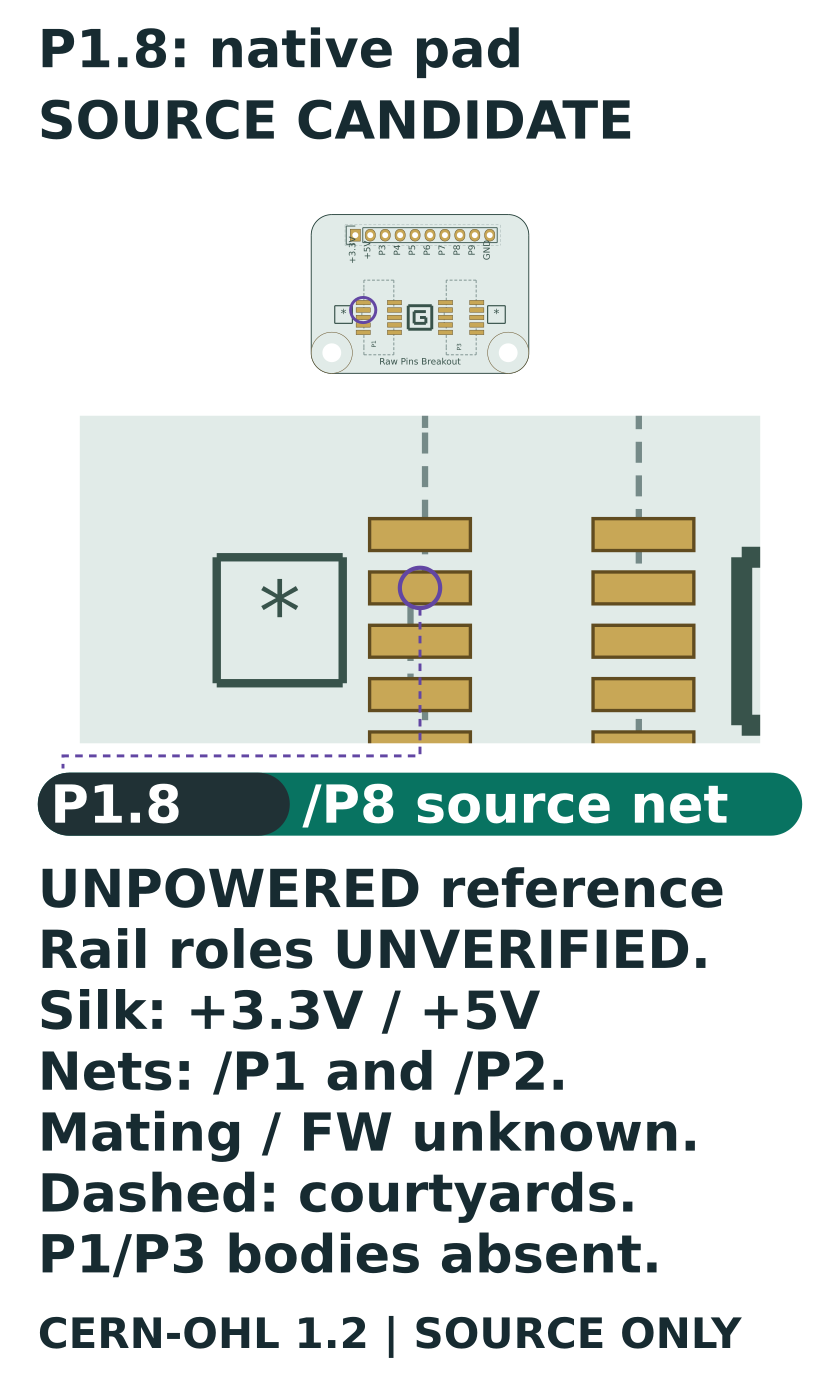 P1.8: native pad
SOURCE CANDIDATE
+3.3V
+5V
P3
P4
P5
P6
P7
P8
P9
GND
*
G
*
P1
P3
Raw Pins Breakout
*
P1.8
/P8 source net
UNPOWERED reference
Rail roles UNVERIFIED.
Silk: +3.3V / +5V
Nets: /P1 and /P2.
Mating / FW unknown.
Dashed: courtyards.
P1/P3 bodies absent.
CERN-OHL 1.2 | SOURCE ONLY